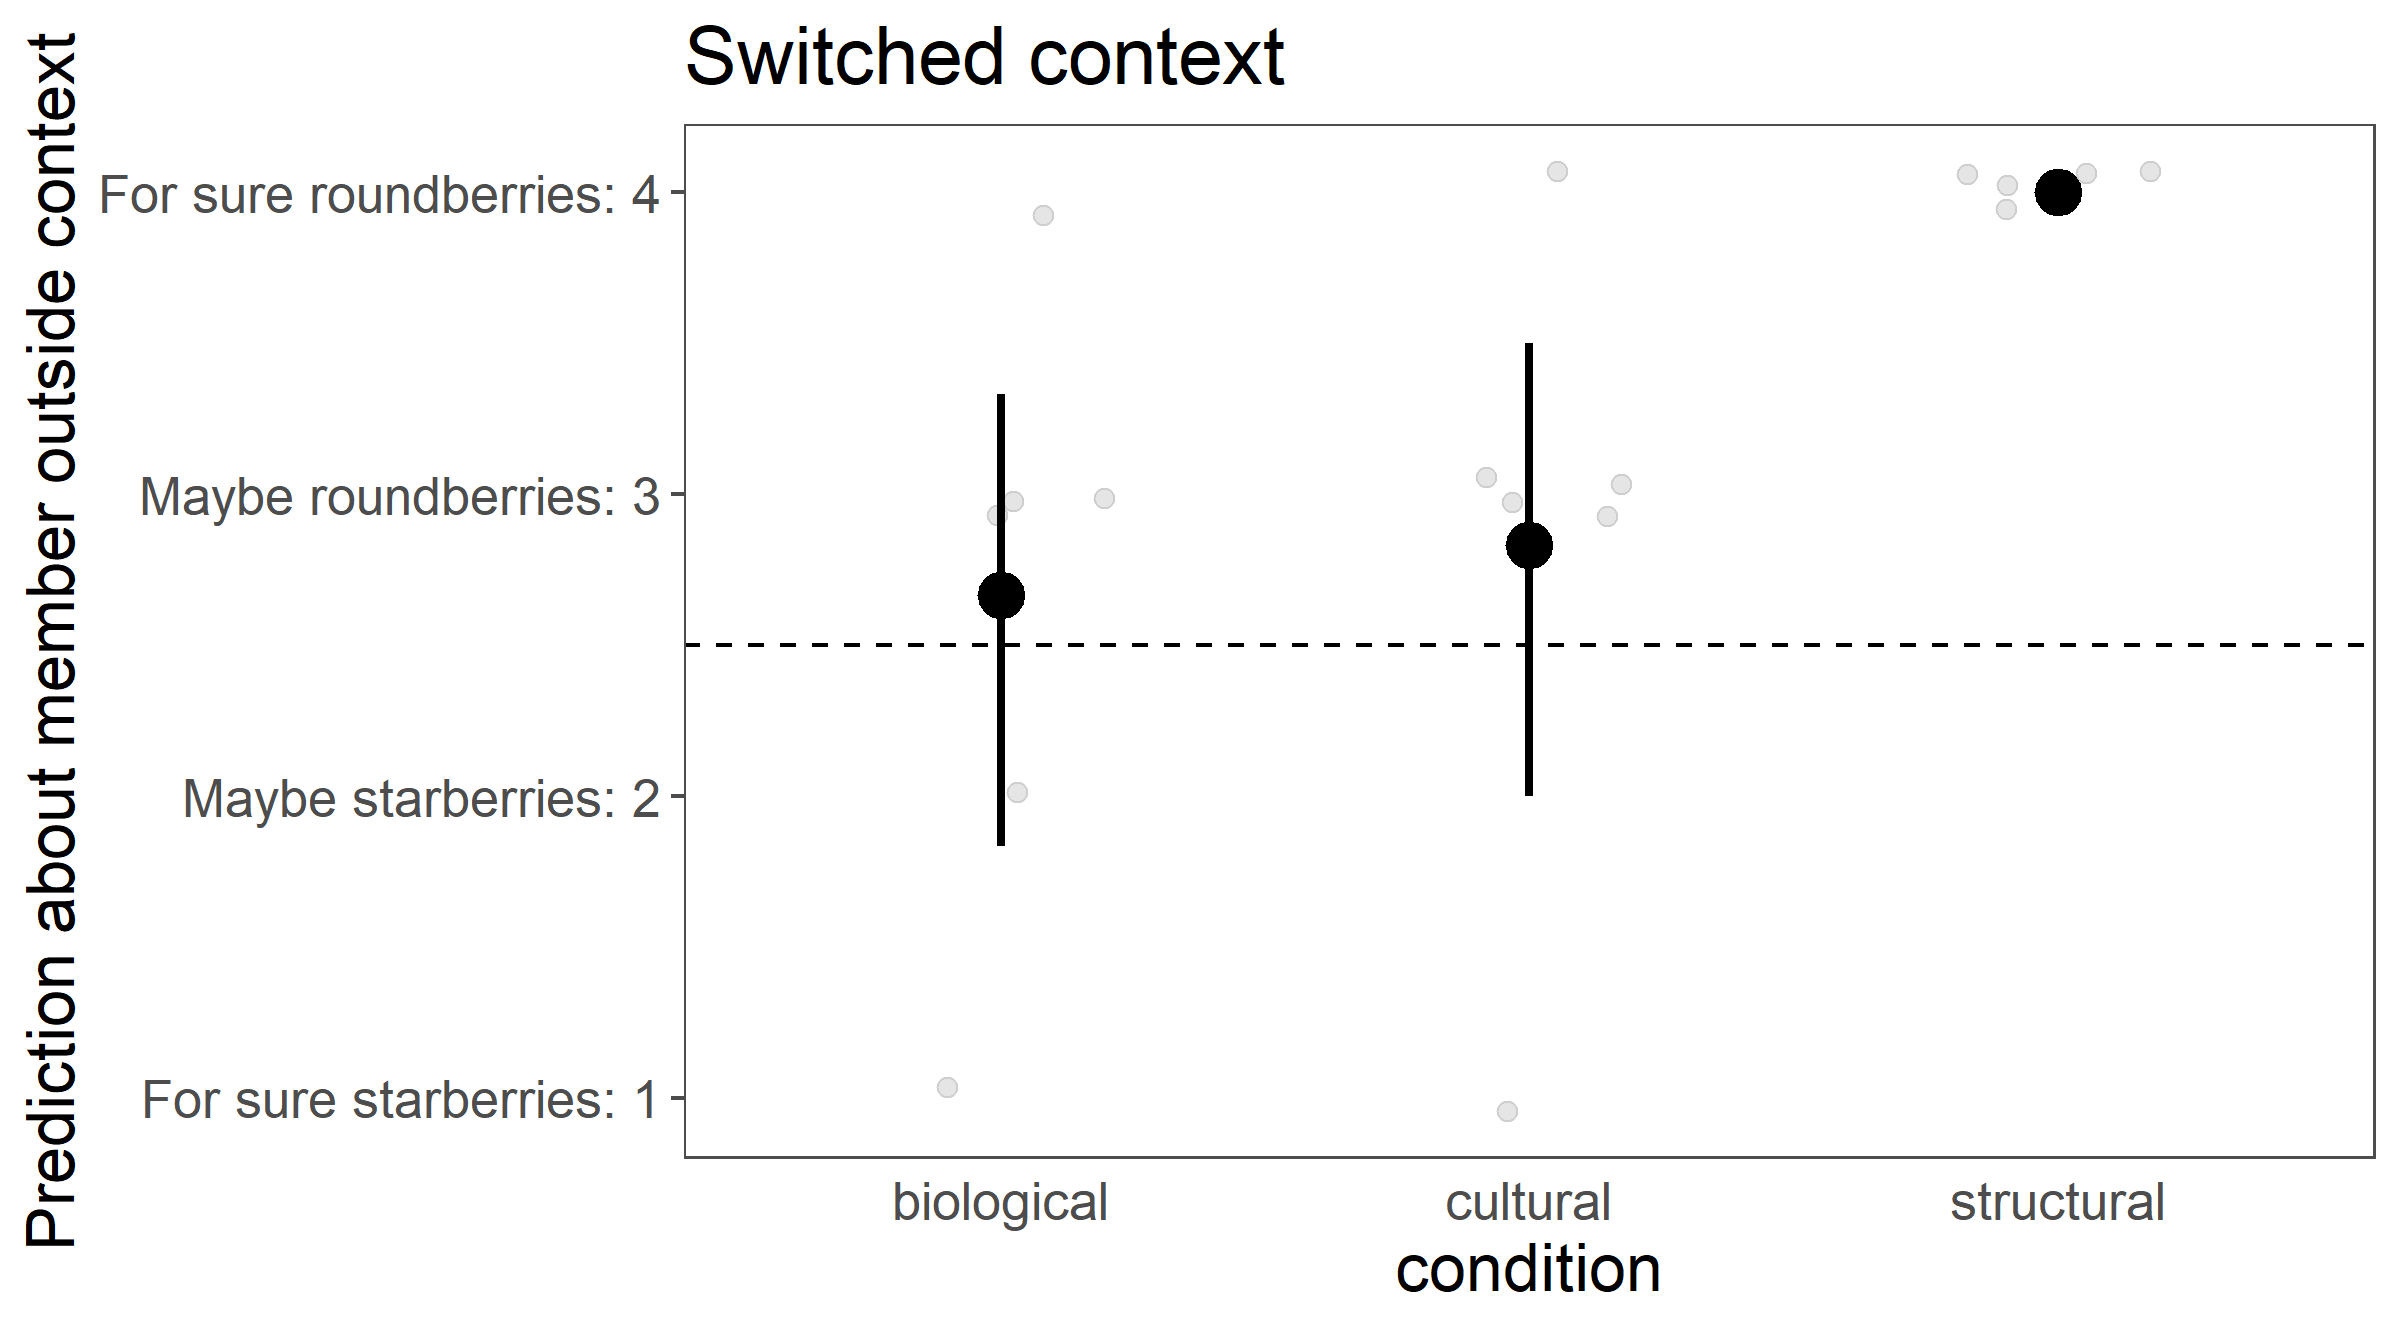 Switched context
Prediction about member outside context
For sure roundberries: 4
Maybe roundberries: 3
Maybe starberries: 2
For sure starberries: 1
biological
cultural
structural
condition